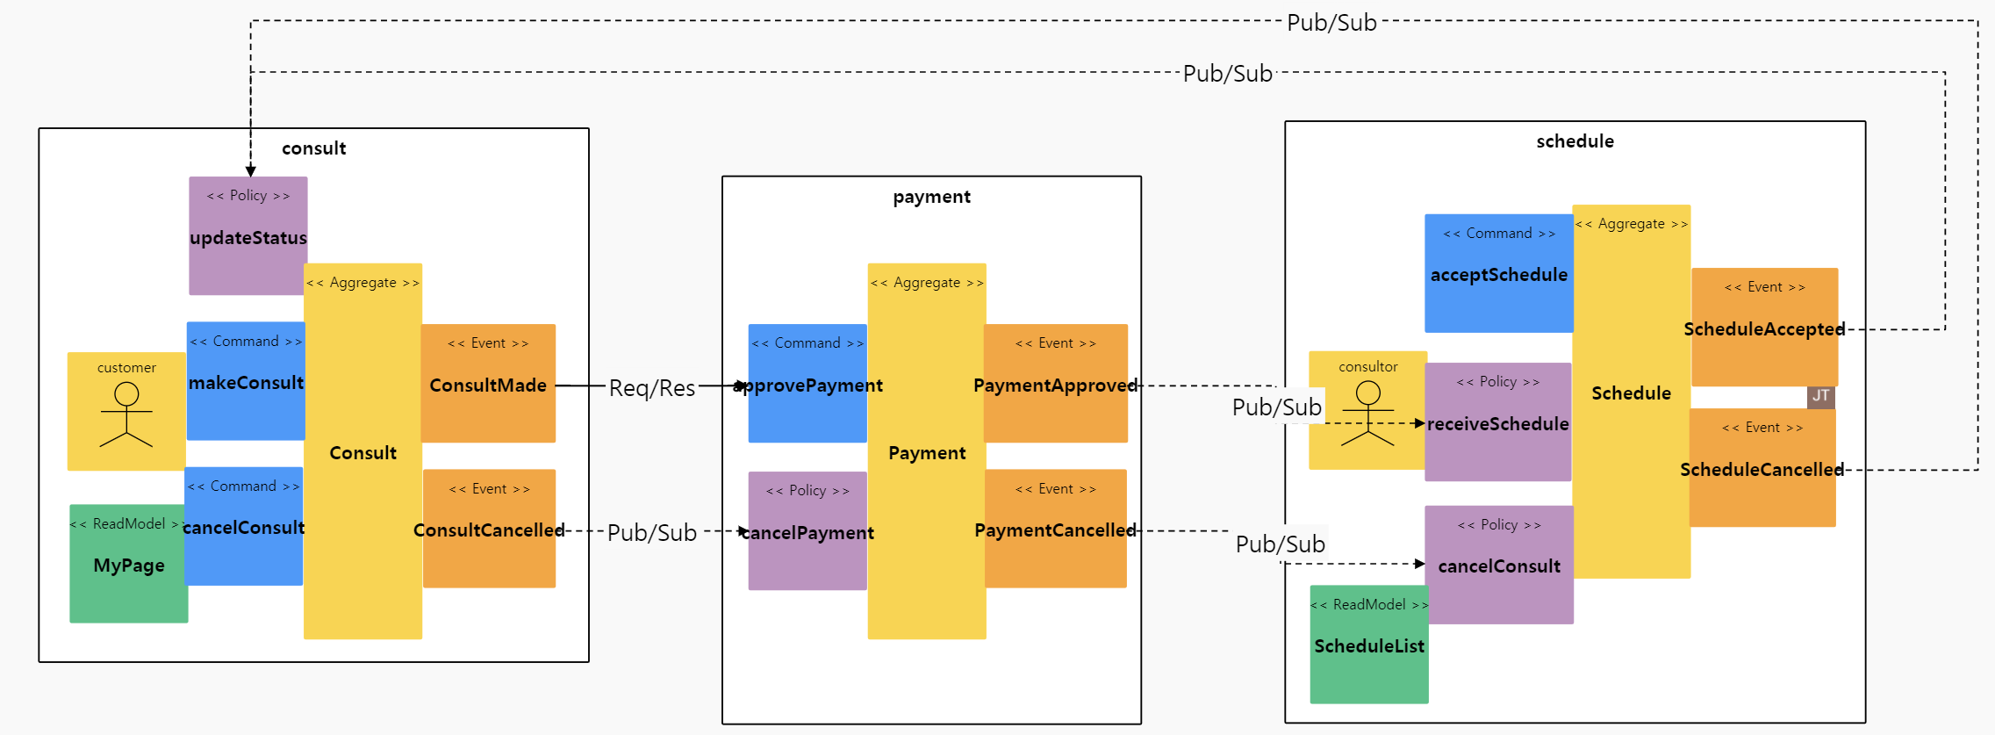 Pub/Sub
Pub/Sub
consult
<< Policy >>
updateStatus
<< Aggregate >>
Consult
<< Command >>
makeConsult
customer
<< Command >>
cancelConsult
<< ReadModel >
MyPage
<< Event >>
ConsultMade
<< Event >>
ConsultCancelled
Req/Res
Pub/Sub
payment
<< Aggregate >>
Payment
<< Command >>
approvePayment
<< Policy >>
cancelPayment
<< Event >>
PaymentApproved
<< Event >>
PaymentCancelled
Pub/Sub
Pub/Sub
schedule
<< Command >>
acceptSchedule
<< Aggregate >>
Schedule
consultor
<< Policy >>
receiveSchedule
<< Policy >>
cancelConsult
<< ReadModel >>
ScheduleList
<< Event >>
ScheduleAccepted
JT
<< Event >>
ScheduleCancelled